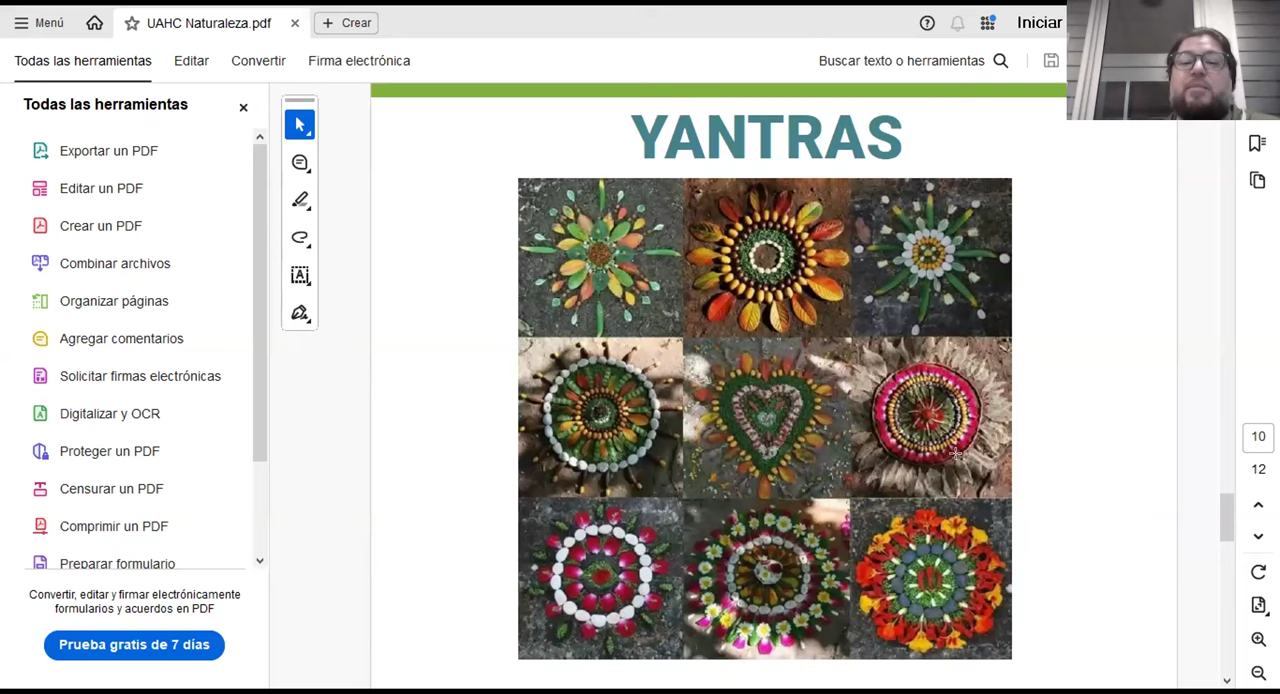 Menú
UAHC Naturaleza.pdf
Crear
Iniciar
Todas las herramientas
Editar
Convertir
Firma electrónica
Buscar texto o herramientas
Todas las herramientas
Exportar un PDF
Editar un PDF
Crear un PDF
Combinar archivos
Organizar páginas
Agregar comentarios
Solicitar firmas electrónicas
Digitalizar y OCR
Proteger un PDF
Censurar un PDF
Comprimir un PDF
Preparar formulario
Convertir, editar y firmar electrónicamente
formularios y acuerdos en PDF
Prueba gratis de 7 días
YANTRAS
10
12